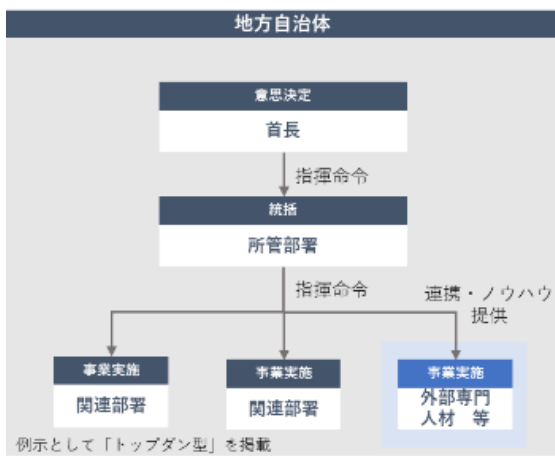 地方自治体
意思決定
首長
指揮命令
統括
所管部署
指揮命令
連携・ノウハウ
提供
事業実施
関連部署
事業実施
関連部署
事業実施
外部専門
人材 等
例示として「トップダン型」を掲載